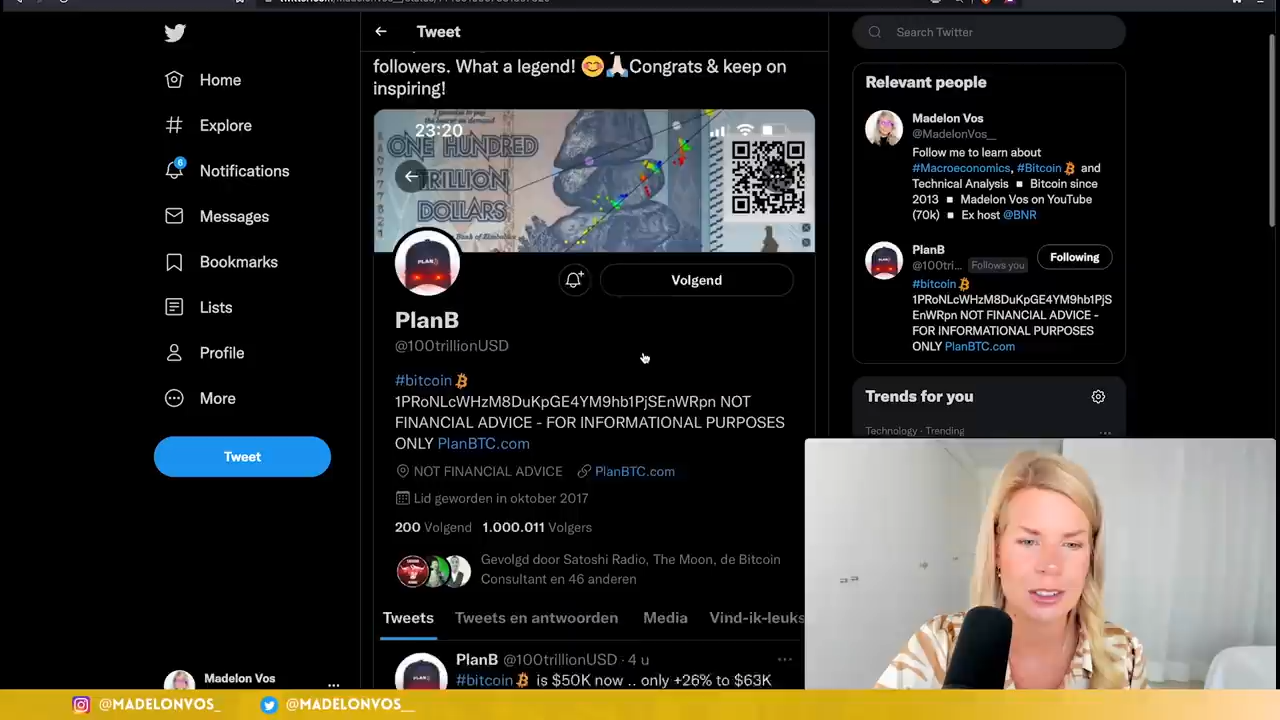 Home
Explore
6
Notifications
Messages
Bookmarks
Lists
Profile
More
Tweet
Madelon Vos
Tweet
followers. What a legend! 😊🙏🏻Congrats & keep on
inspiring!
23:20
ONE HUNDRED
TRILLION
DOLLARS
PLAN฿
Volgend
PlanB
@100trillionUSD
#bitcoin
1PRoNLcWHzM8DuKpGE4YM9hb1PjSEnWRpn NOT
FINANCIAL ADVICE - FOR INFORMATIONAL PURPOSES
ONLY PlanBTC.com
NOT FINANCIAL ADVICE PlanBTC.com
Lid geworden in oktober 2017
200 Volgend 1.000.011 Volgers
Gevolgd door Satoshi Radio, The Moon, de Bitcoin
Consultant en 46 anderen
Tweets Tweets en antwoorden Media Vind-ik-leuks
PlanB @100trillionUSD · 4 u
#bitcoin is $50K now .. only +26% to $63K
Search Twitter
Relevant people
Madelon Vos
@MadelonVos__
Follow me to learn about
#Macroeconomics, #Bitcoin and
Technical Analysis ▪ Bitcoin since
2013 ▪ Madelon Vos on YouTube
(70k) ▪ Ex host @BNR
PlanB
@100tri... Follows you
Following
#bitcoin
1PRoNLcWHzM8DuKpGE4YM9hb1PjS
EnWRpn NOT FINANCIAL ADVICE -
FOR INFORMATIONAL PURPOSES
ONLY PlanBTC.com
Trends for you
Technology · Trending
@MADELONVOS_ @MADELONVOS__